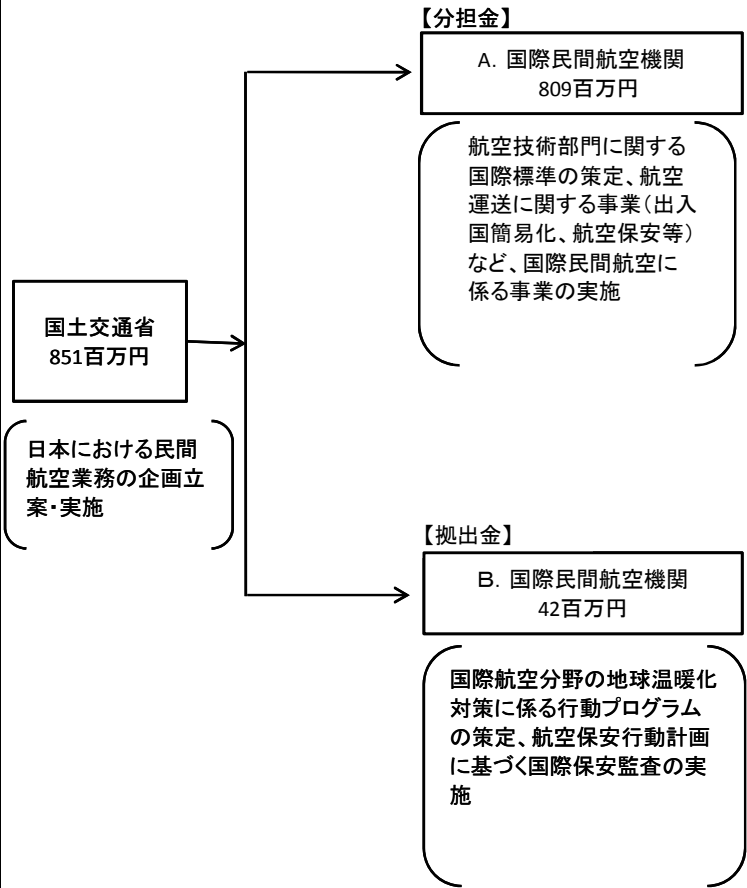 【分担金】
A. 国際民間航空機関
809百万円
航空技術部門に関する
国際標準の策定、航空
運送に関する事業(出入
国簡易化、航空保安等)
など、国際民間航空に
係る事業の実施
国土交通省
851百万円
日本における民間
航空業務の企画立
案・実施
【拠出金】
B. 国際民間航空機関
42百万円
国際航空分野の地球温暖化
対策に係る行動プログラム
の策定、航空保安行動計画
に基づく国際保安監査の実
施